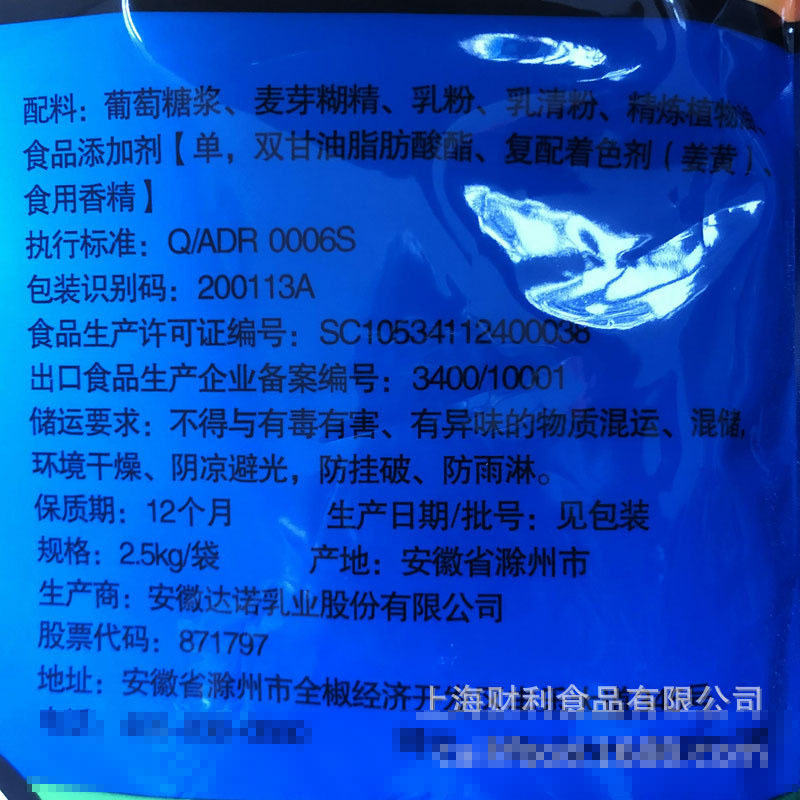 配料：葡萄糖浆、麦芽糊精、乳粉、乳清粉、精炼植物油、
食品添加剂【单，双甘油脂肪酸酯、复配着色剂（姜黄）、
食用香精】
执行标准：Q/ADR 0006S
包装识别码：200113A
食品生产许可证编号：SC10534112400038
出口食品生产企业备案编号：3400/10001
储运要求：不得与有毒有害、有异味的物质混运、混储，
环境干燥、阴凉避光，防挂破、防雨淋。
保质期：12个月 生产日期/批号：见包装
规格：2.5kg/袋 产地：安徽省滁州市
生产商：安徽达诺乳业股份有限公司
股票代码：871797
地址：安徽省滁州市全椒经济开
上海财利食品有限公司